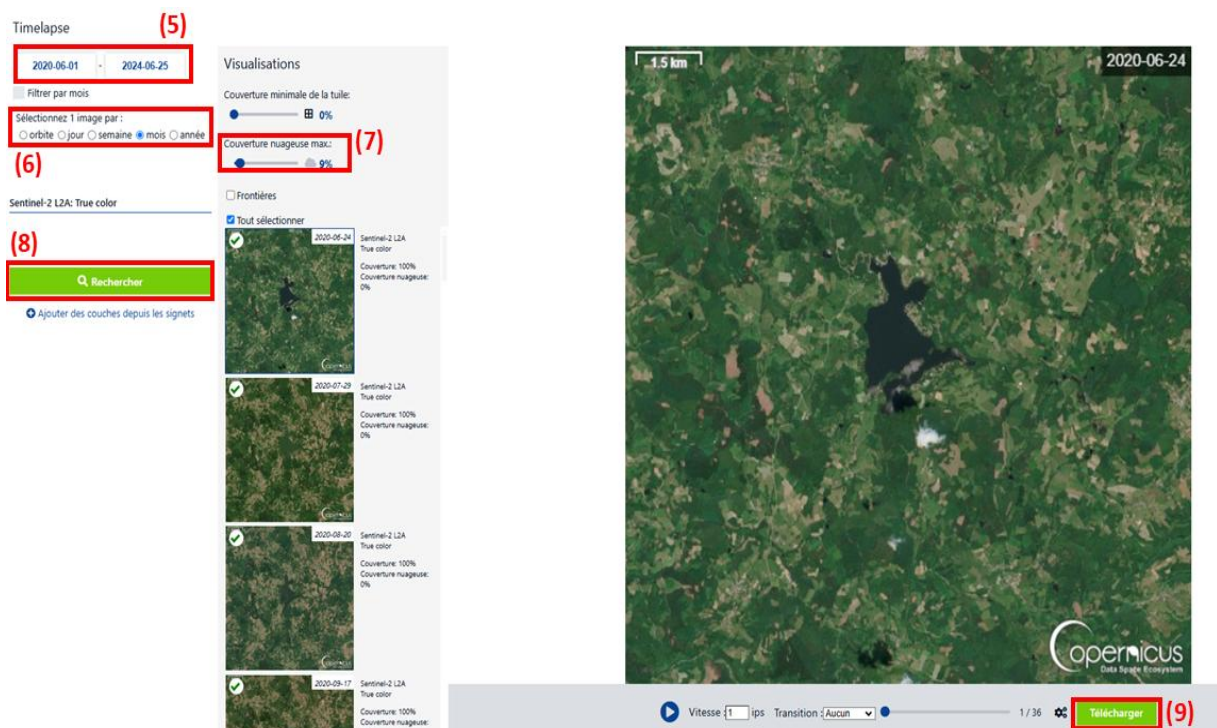 Timelapse
(5)
2020-06-01 - 2024-06-25
Filtrer par mois
Sélectionnez 1 image par :
orbite jour semaine mois année
(6)
Sentinel-2 L2A: True color
(8)
Rechercher
Ajouter des couches depuis les signets
Visualisations
Couverture minimale de la tuile:
0%
Couverture nuageuse max.:
(7)
9%
Frontières
Tout sélectionner
2020-06-24
Sentinel-2 L2A
True color
Couverture: 100%
Couverture nuageuse:
0%
opernicus
2020-07-29
Sentinel-2 L2A
True color
Couverture: 100%
Couverture nuageuse:
0%
opernicus
2020-08-20
Sentinel-2 L2A
True color
Couverture: 100%
Couverture nuageuse:
0%
opernicus
2020-09-17
Sentinel-2 L2A
True color
Couverture: 100%
Couverture nuageuse:
1.5 km
2020-06-24
opernicus
Data Space Ecosystem
Vitesse : 1 ips Transition : Aucun 1 / 36 Télécharger
(9)